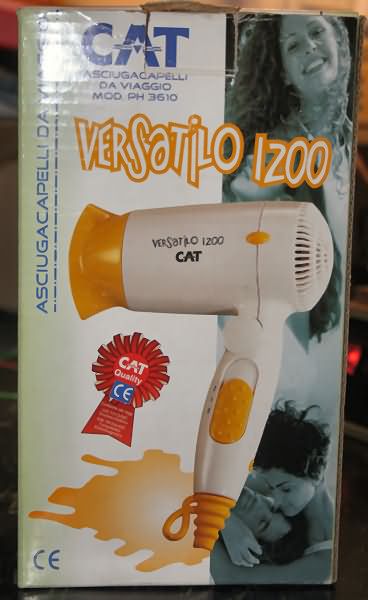 CAT
ASCIUGACAPELLI
DA VIAGGIO
MOD. PH 3610
ASCIUGACAPELLI DA VIAGGIO
VERSATILO 1200
VERSATILO 1200
CAT
CAT
Quality
CE
CE